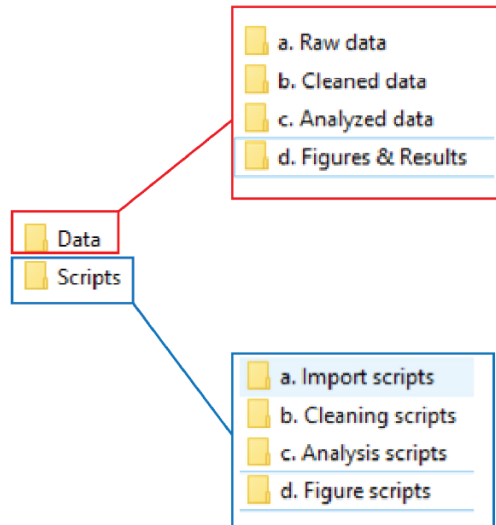 a. Raw data
b. Cleaned data
c. Analyzed data
d. Figures & Results
Data
Scripts
a. Import scripts
b. Cleaning scripts
c. Analysis scripts
d. Figure scripts